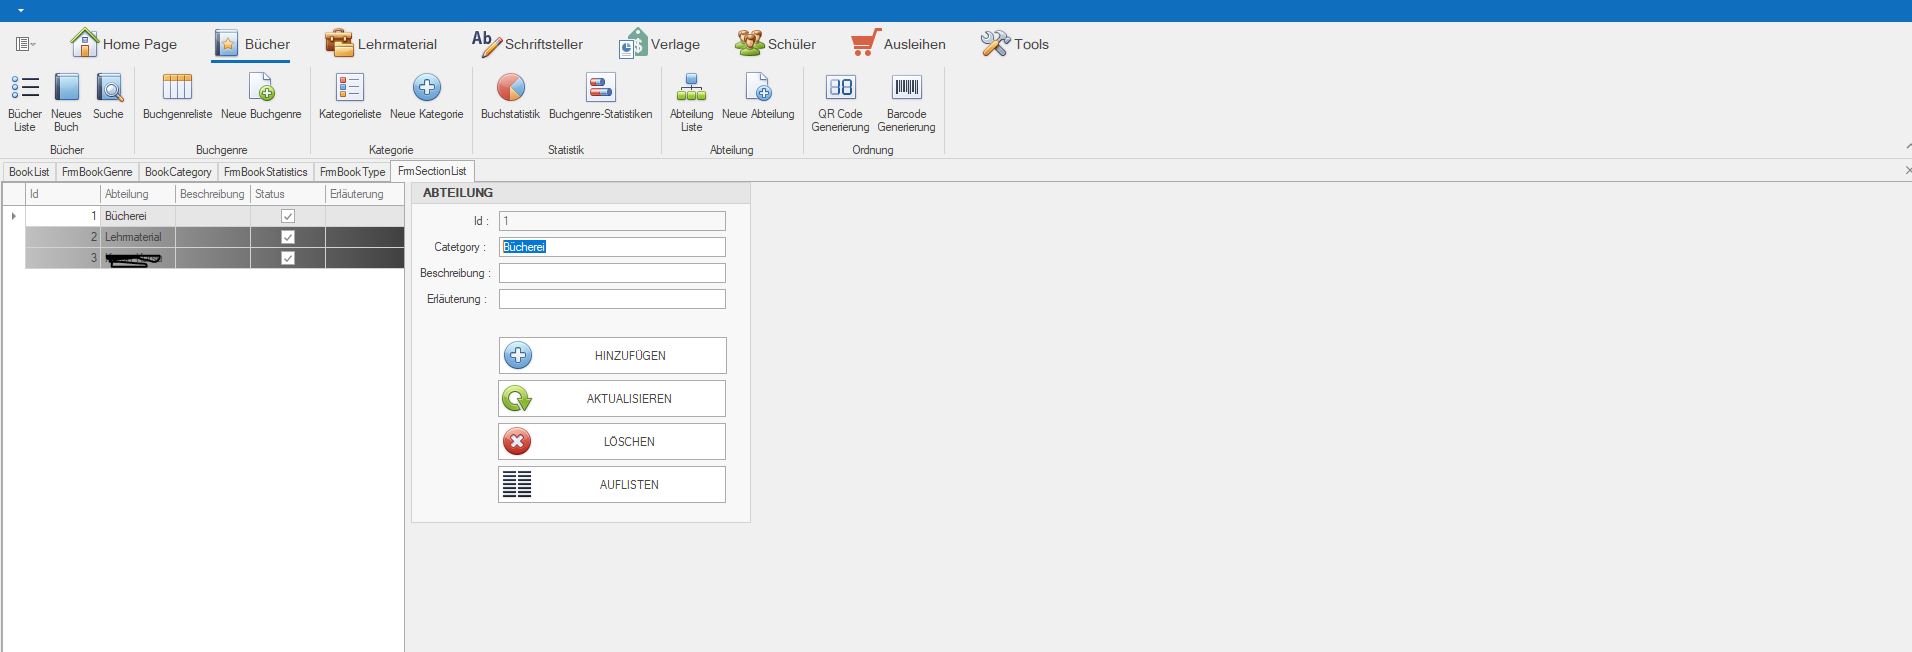 Home Page Bücher Lehrmaterial Schriftsteller Verlage Schüler Ausleihen Tools
Bücher Liste Neues Buch Suche Buchgenreliste Neue Buchgenre Kategorieliste Neue Kategorie Buchstatistik Buchgenre-Statistiken Abteilung Liste Neue Abteilung QR Code Generierung Barcode Generierung
Bücher Buchgenre Kategorie Statistik Abteilung Ordnung
BookList FrmBookGenre BookCategory FrmBookStatistics FrmBookType FrmSectionList
Id Abteilung Beschreibung Status Erläuterung
1 Bücherei
2 Lehrmaterial
3
ABTEILUNG
Id : 1
Catetgory : Bücherei
Beschreibung :
Erläuterung :
HINZUFÜGEN
AKTUALISIEREN
LÖSCHEN
AUFLISTEN